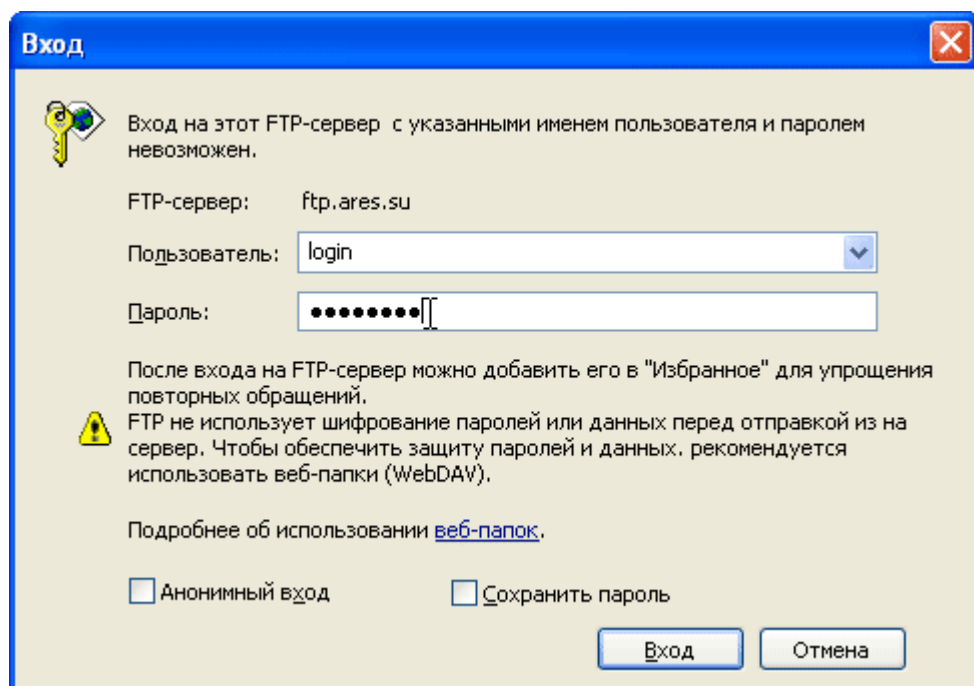 Вход
Вход на этот FTP-сервер с указанными именем пользователя и паролем
невозможен.
FTP-сервер: ftp.ares.su
Пользователь: login
Пароль: ••••••••
После входа на FTP-сервер можно добавить его в "Избранное" для упрощения
повторных обращений.
FTP не использует шифрование паролей или данных перед отправкой из на
сервер. Чтобы обеспечить защиту паролей и данных. рекомендуется
использовать веб-папки (WebDAV).
Подробнее об использовании веб-папок.
Анонимный вход Сохранить пароль
Вход Отмена